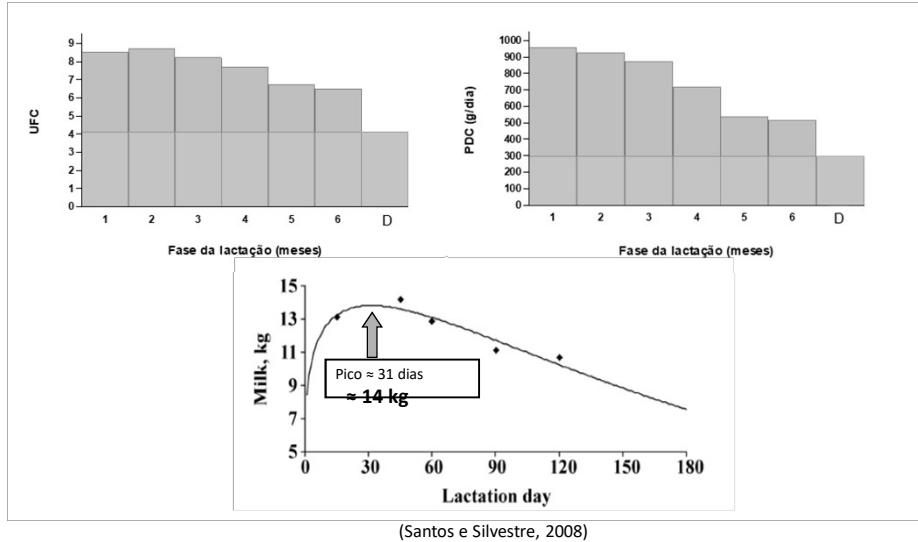 UFC
9
8
7
6
5
4
3
2
1
0
1 2 3 4 5 6 D
Fase da lactação (meses)
PDC (g/dia)
1000
900
800
700
600
500
400
300
200
100
0
1 2 3 4 5 6 D
Fase da lactação (meses)
Milk, kg
15
13
11
9
7
5
Pico ≈ 31 dias
≈ 14 kg
0 30 60 90 120 150 180
Lactation day
(Santos e Silvestre, 2008)